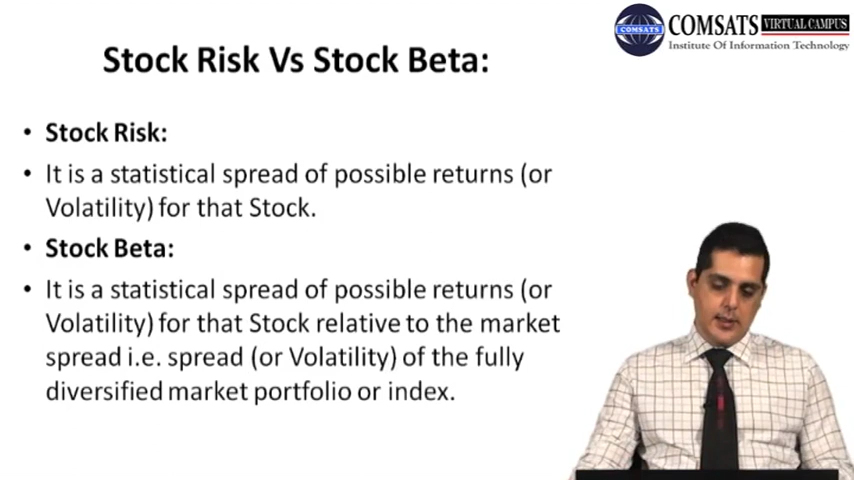 COMSATS VIRTUAL CAMPUS
Institute Of Information Technology
COMSATS
Stock Risk Vs Stock Beta:
• Stock Risk:
• It is a statistical spread of possible returns (or
Volatility) for that Stock.
• Stock Beta:
• It is a statistical spread of possible returns (or
Volatility) for that Stock relative to the market
spread i.e. spread (or Volatility) of the fully
diversified market portfolio or index.